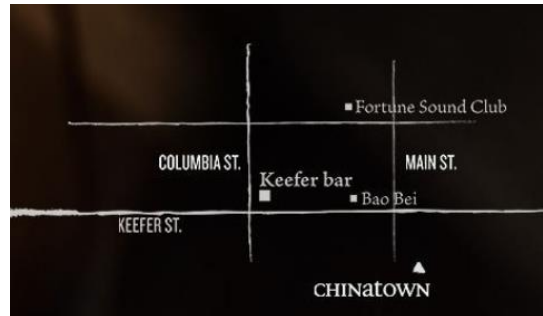 Fortune Sound Club
COLUMBIA ST.
MAIN ST.
Keefer bar
Bao Bei
KEEFER ST.
CHINatOWN